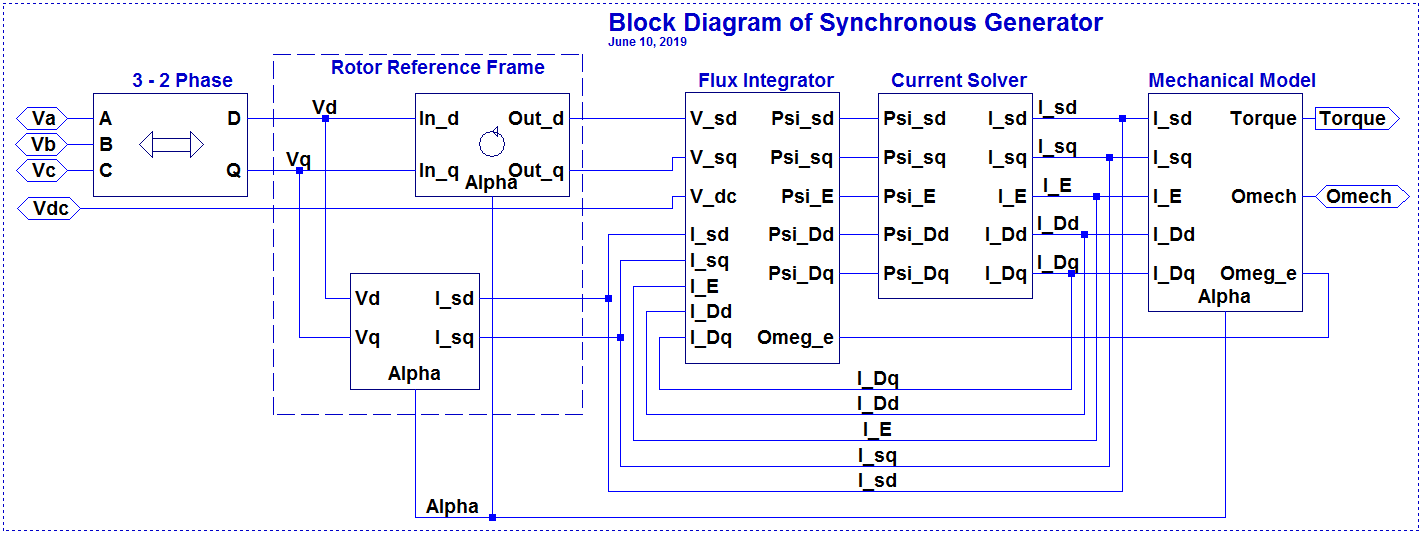 Block Diagram of Synchronous Generator
June 10, 2019
3 - 2 Phase
Va
Vb
Vc
Vdc
A
B
C
D
Q
Rotor Reference Frame
Vd
Vq
In_d
In_q
Out_d
Out_q
Alpha
Vd
Vq
I_sd
I_sq
Alpha
Flux Integrator
V_sd
V_sq
V_dc
I_sd
I_sq
I_E
I_Dd
I_Dq
Psi_sd
Psi_sq
Psi_E
Psi_Dd
Psi_Dq
Omeg_e
Current Solver
Psi_sd
Psi_sq
Psi_E
Psi_Dd
Psi_Dq
I_sd
I_sq
I_E
I_Dd
I_Dq
I_sd
I_sq
I_E
I_Dd
I_Dq
Mechanical Model
I_sd
I_sq
I_E
I_Dd
I_Dq
Torque
Omech
Omeg_e
Alpha
Torque
Omech
I_Dq
I_Dd
I_E
I_sq
I_sd
Alpha